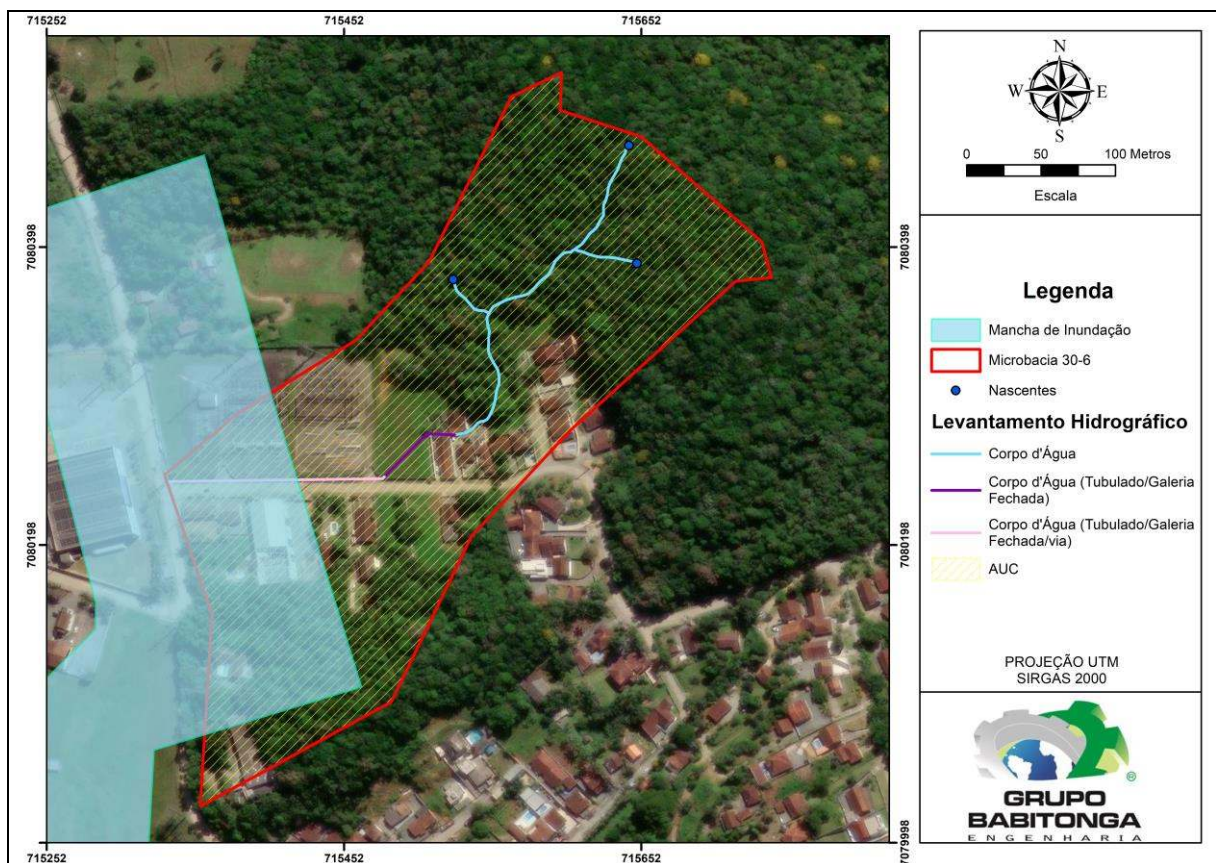 715252
715452
715652
7080398
7080198
7080398
7080198
7079998
715252
715452
715652
N
W
E
S
0
50
100 Metros
Escala
Legenda
Mancha de Inundação
Microbacia 30-6
Nascentes
Levantamento Hidrográfico
Corpo d'Água
Corpo d'Água (Tubulado/Galeria
Fechada)
Corpo d'Água (Tubulado/Galeria
Fechada/via)
AUC
PROJEÇÃO UTM
SIRGAS 2000
®
GRUPO
BABITONGA
ENGENHARIA